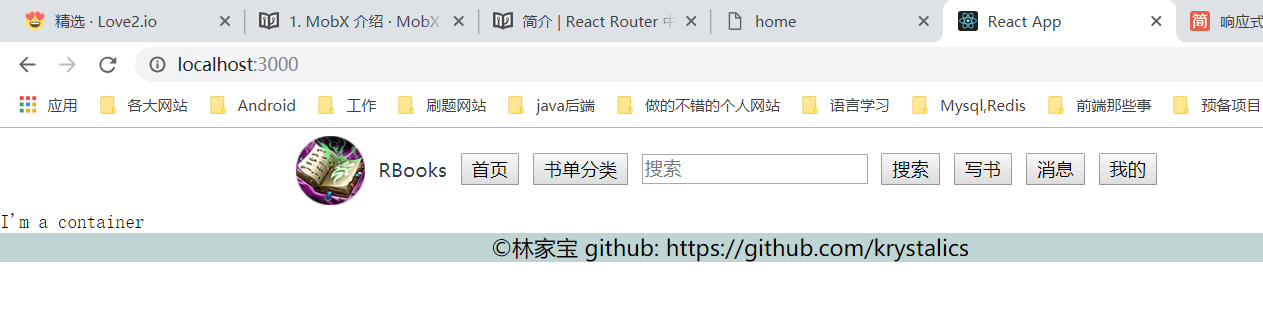 精选 · Love2.io 1. MobX 介绍 · MobX 简介 | React Router 中 home React App 简 响应式
localhost:3000
应用 各大网站 Android 工作 刷题网站 java后端 做的不错的个人网站 语言学习 Mysql,Redis 前端那些事 预备项目
RBooks 首页 书单分类 搜索 搜索 写书 消息 我的
I'm a container
©林家宝 github: https://github.com/krystalics